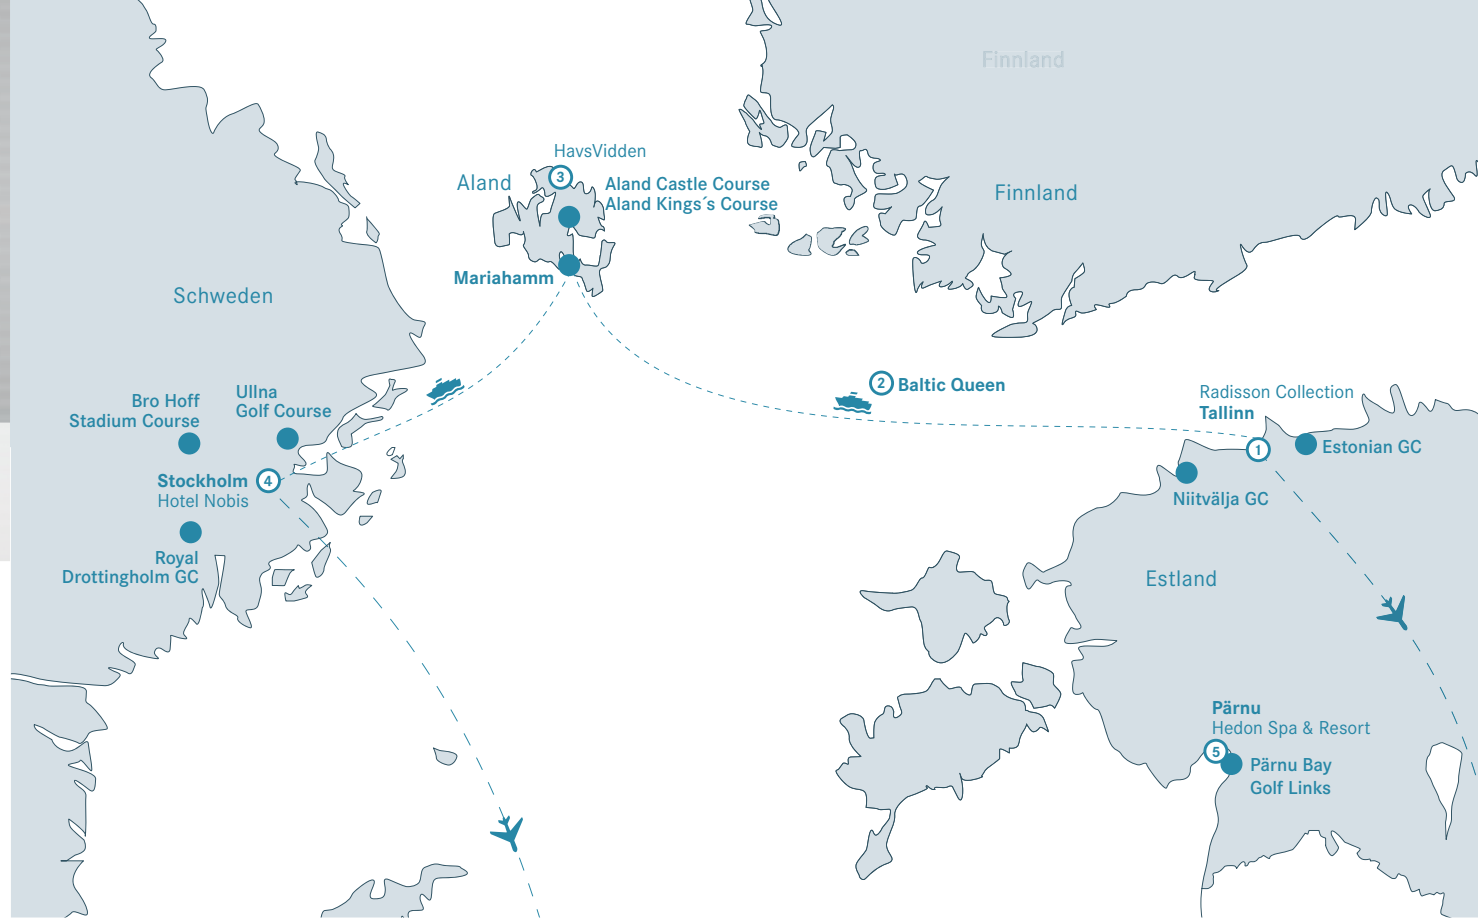 Finnland
HavsVidden
3
Aland
Aland Castle Course
Aland Kings´s Course
Finnland
Mariahamm
Schweden
2
Baltic Queen
Ullna
Golf Course
Bro Hoff
Stadium Course
Radisson Collection
Tallinn
1
Estonian GC
Niitvälja GC
Stockholm
4
Hotel Nobis
Royal
Drottingholm GC
Estland
Pärnu
Hedon Spa & Resort
5
Pärnu Bay
Golf Links